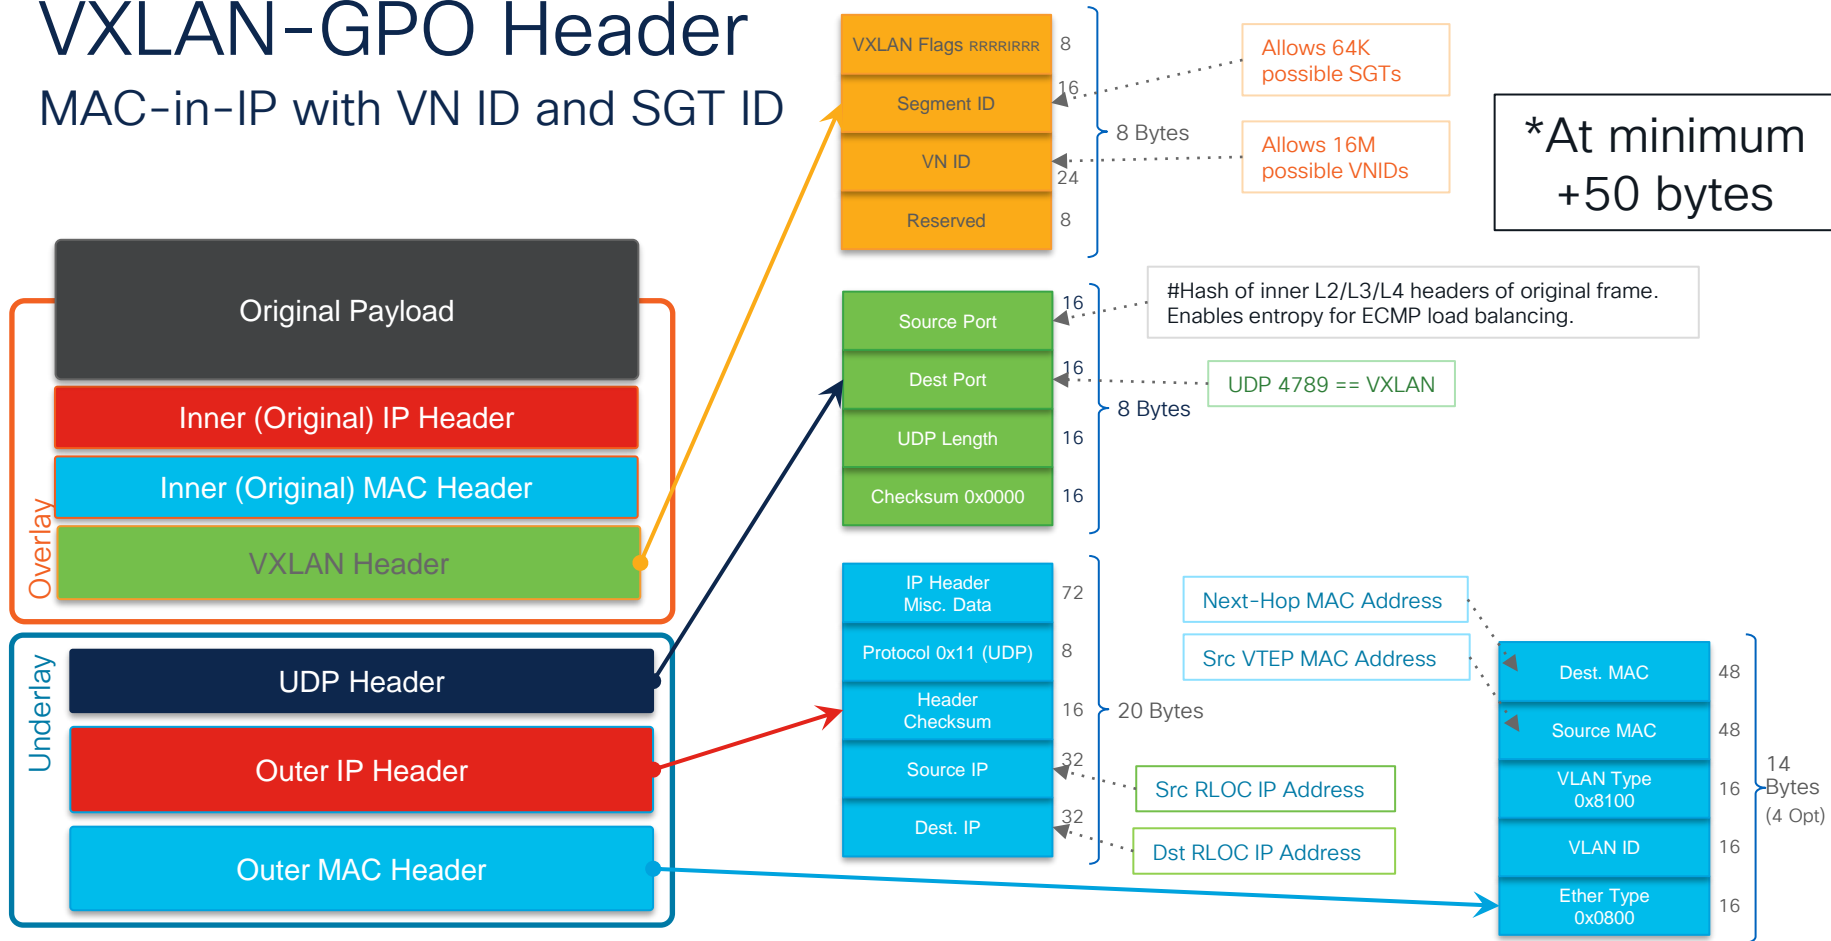 VXLAN-GPO Header
MAC-in-IP with VN ID and SGT ID
Original Payload
Inner (Original) IP Header
Inner (Original) MAC Header
VXLAN Header
Overlay
UDP Header
Outer IP Header
Outer MAC Header
Underlay
VXLAN Flags RRRRIRRR
8
Segment ID
16
VN ID
24
Reserved
8
8 Bytes
Allows 64K
possible SGTs
Allows 16M
possible VNIDs
*At minimum
+50 bytes
Source Port
16
Dest Port
16
UDP Length
16
Checksum 0x0000
16
8 Bytes
#Hash of inner L2/L3/L4 headers of original frame.
Enables entropy for ECMP load balancing.
UDP 4789 == VXLAN
IP Header
Misc. Data
72
Protocol 0x11 (UDP)
8
Header
Checksum
16
Source IP
32
Dest. IP
32
20 Bytes
Src RLOC IP Address
Dst RLOC IP Address
Next-Hop MAC Address
Src VTEP MAC Address
Dest. MAC
48
Source MAC
48
VLAN Type
0x8100
16
VLAN ID
16
Ether Type
0x0800
16
14
Bytes
(4 Opt)